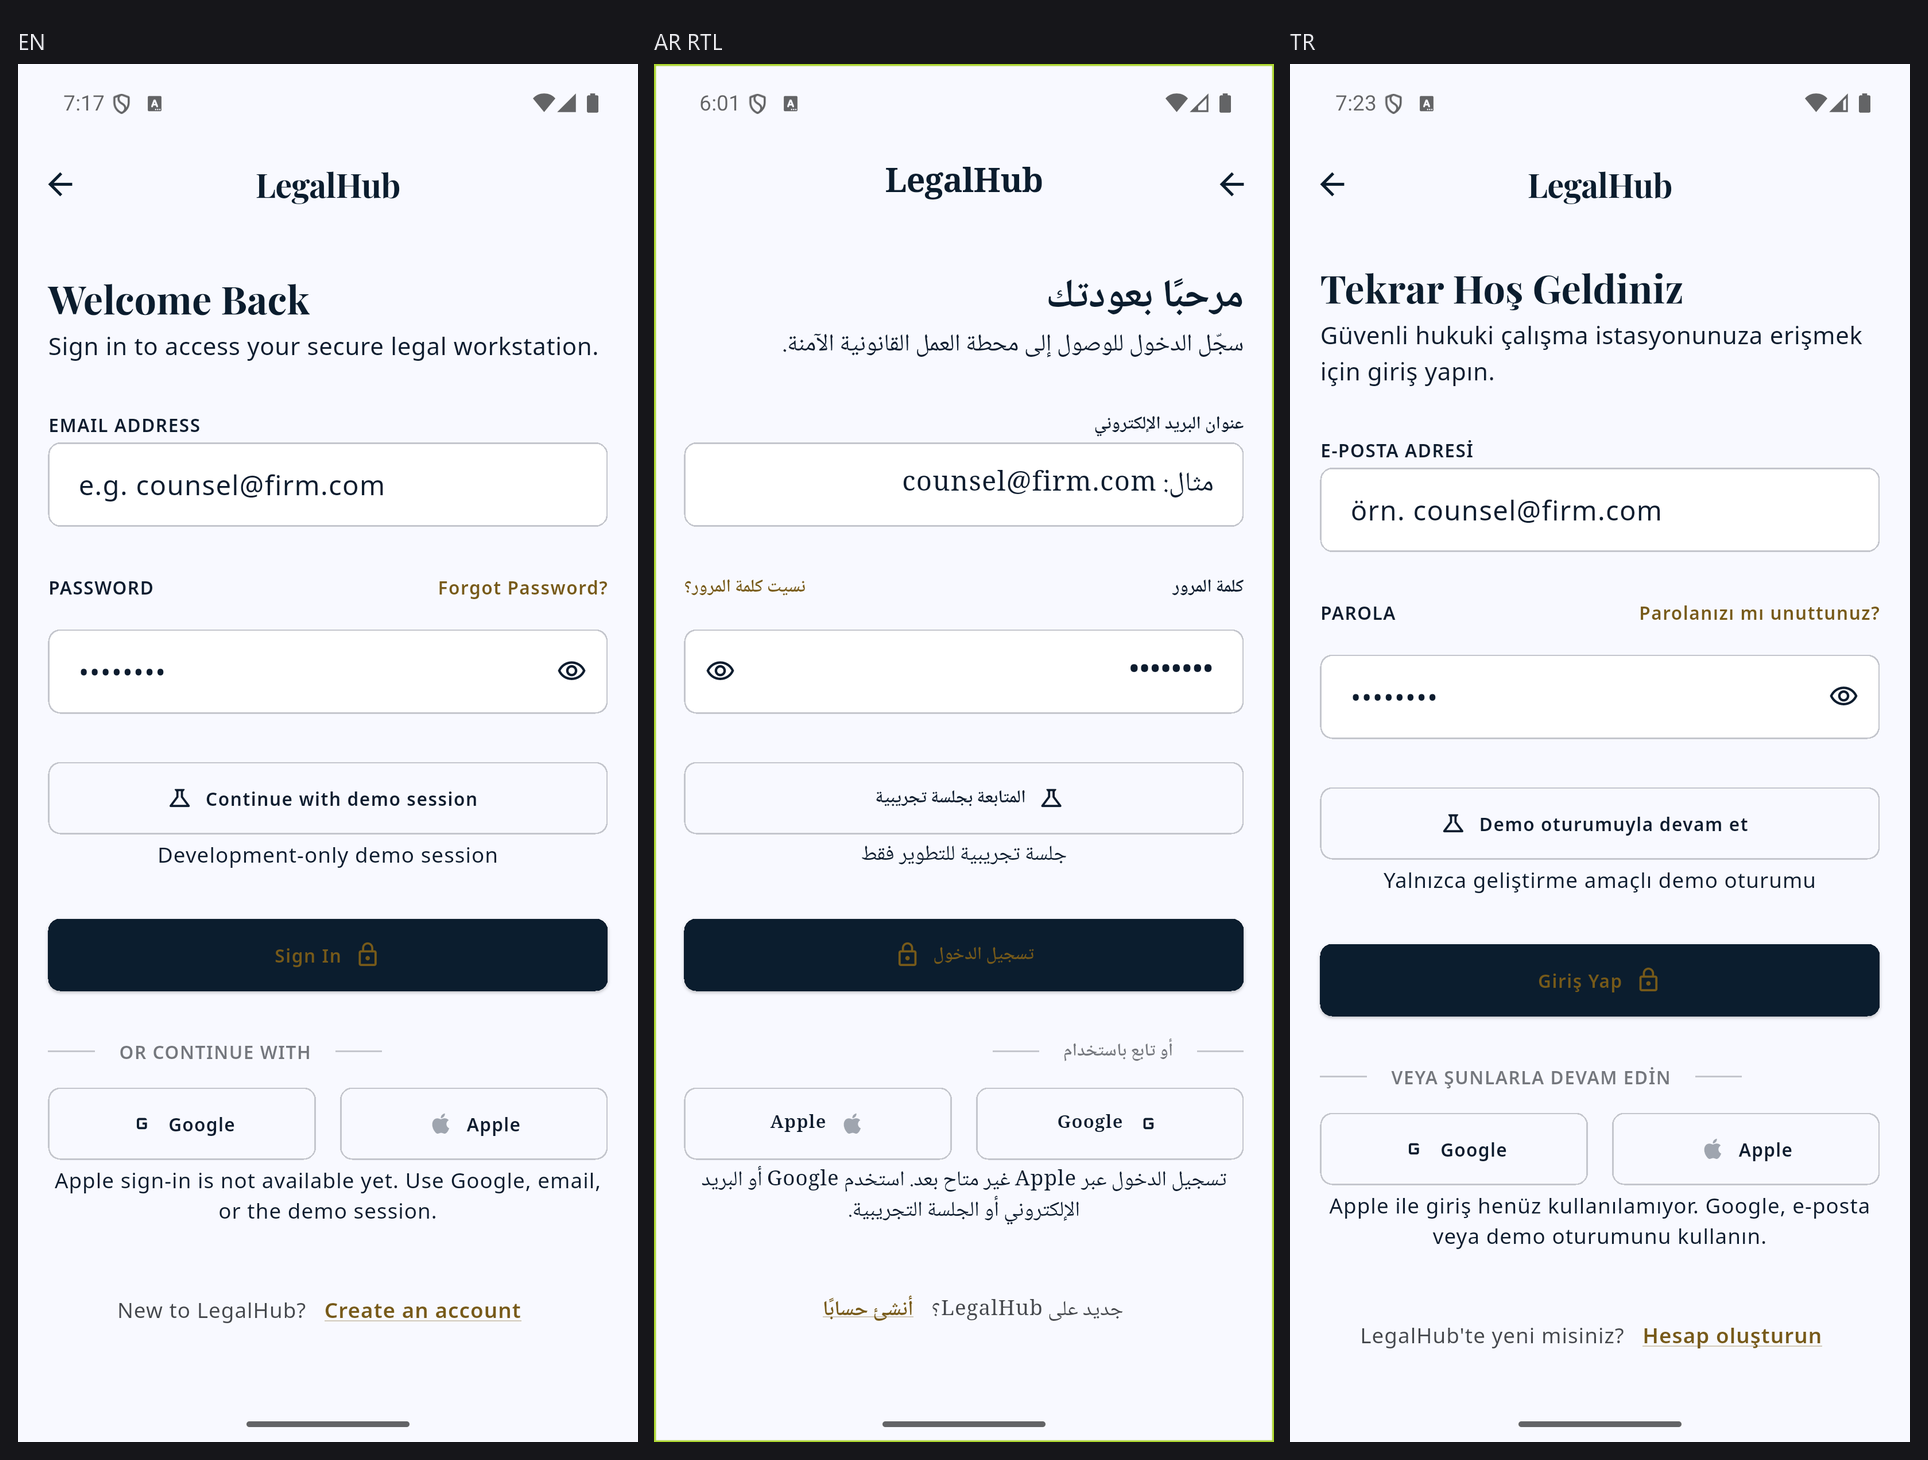 EN
7:17
LegalHub
Welcome Back
Sign in to access your secure legal workstation.
EMAIL ADDRESS
e.g. counsel@firm.com
PASSWORD
Forgot Password?
••••••••
Continue with demo session
Development-only demo session
Sign In
OR CONTINUE WITH
G Google
Apple
Apple sign-in is not available yet. Use Google, email,
or the demo session.
New to LegalHub? Create an account
AR RTL
6:01
LegalHub
مرحبًا بعودتك
سجّل الدخول للوصول إلى محطة العمل القانونية الآمنة.
عنوان البريد الإلكتروني
مثال: counsel@firm.com
كلمة المرور
نسيت كلمة المرور؟
••••••••
المتابعة بجلسة تجريبية
جلسة تجريبية للتطوير فقط
تسجيل الدخول
أو تابع باستخدام
G Google
Apple
تسجيل الدخول عبر Apple غير متاح بعد. استخدم Google أو البريد
الإلكتروني أو الجلسة التجريبية.
جديد على LegalHub؟ أنشئ حسابًا
TR
7:23
LegalHub
Tekrar Hoş Geldiniz
Güvenli hukuki çalışma istasyonunuza erişmek
için giriş yapın.
E-POSTA ADRESİ
örn. counsel@firm.com
PAROLA
Parolanızı mı unuttunuz?
••••••••
Demo oturumuyla devam et
Yalnızca geliştirme amaçlı demo oturumu
Giriş Yap
VEYA ŞUNLARLA DEVAM EDİN
G Google
Apple
Apple ile giriş henüz kullanılamıyor. Google, e-posta
veya demo oturumunu kullanın.
LegalHub'te yeni misiniz? Hesap oluşturun